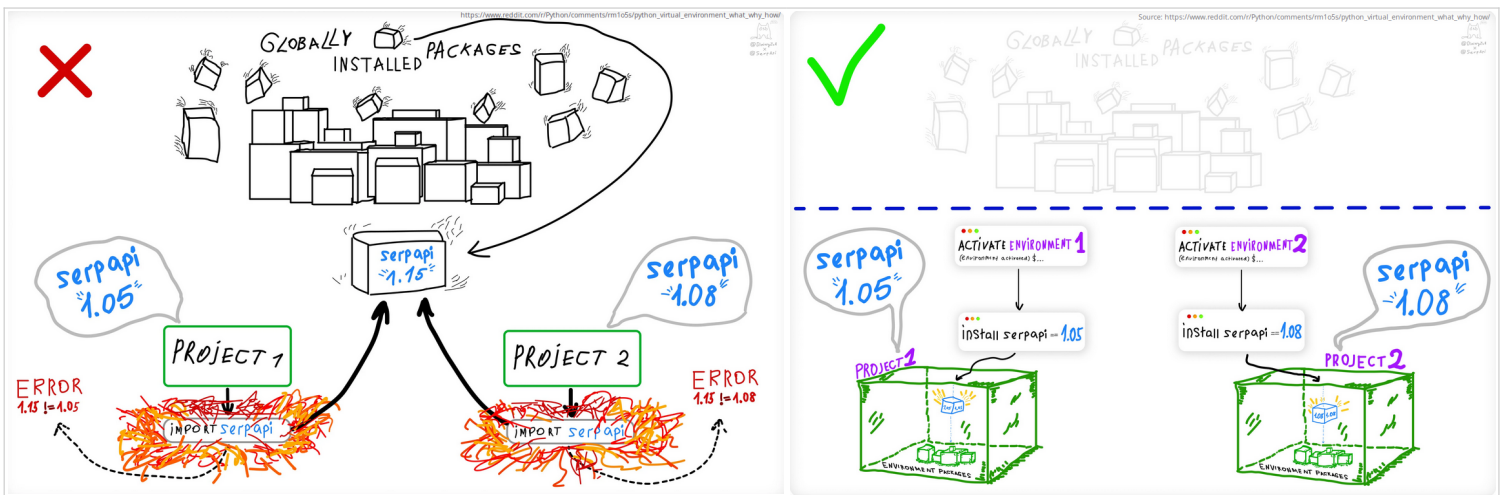 https://www.reddit.com/r/Python/comments/rm1o5s/python_virtual_environment_what_why_how/
GLOBALLY
INSTALLED
PACKAGES
serpapi
1.15
serpapi
1.05
serpapi
1.08
PROJECT 1
PROJECT 2
ERROR
1.15 != 1.05
ERROR
1.15 != 1.08
iMPORT serpapi
iMPORT serpapi
Source: https://www.reddit.com/r/Python/comments/rm1o5s/python_virtual_environment_what_why_how/
GLOBALLY
INSTALLED
PACKAGES
ACTiVATE ENViRONMENT 1
(environment activated) $...
ACTiVATE ENViRONMENT 2
(environment activated) $...
serpapi
1.05
serpapi
1.08
inStall serpapi = 1.05
inStall serpapi = 1.08
PROJECT 1
PROJECT 2
ENViRONMENT PACKAGES
ENViRONMENT PACKAGES